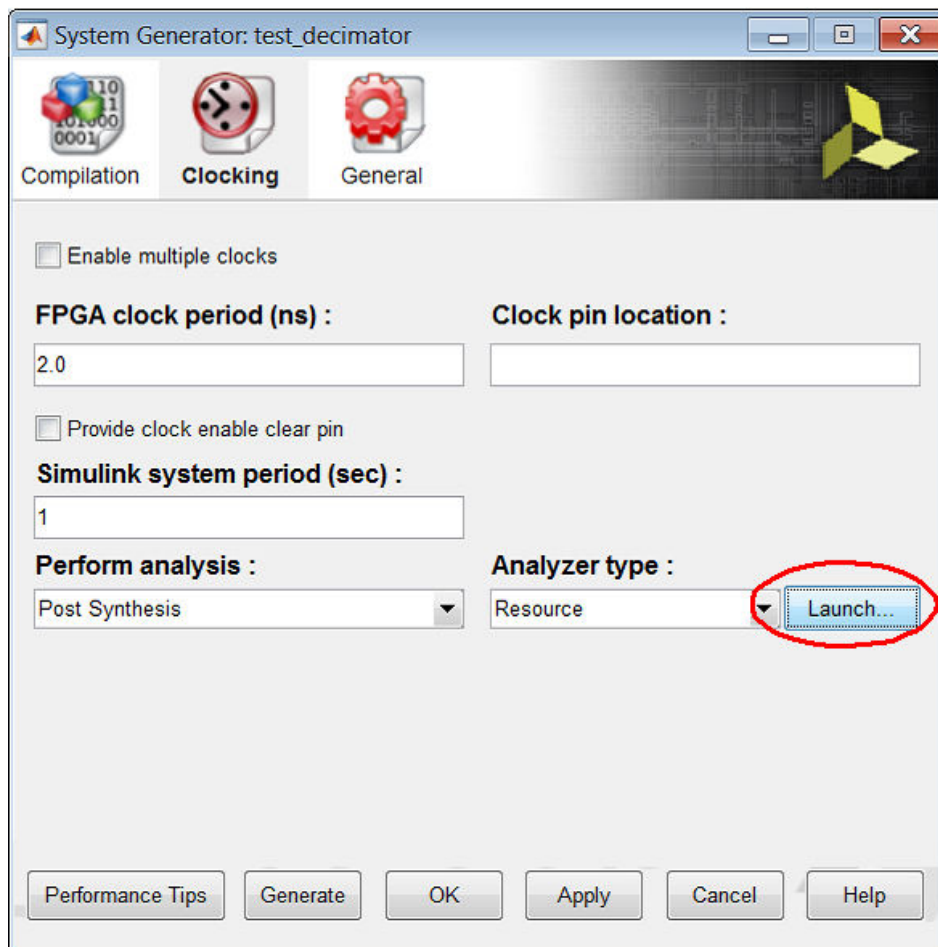 System Generator: test_decimator
Compilation
Clocking
General
Enable multiple clocks
FPGA clock period (ns) :
Clock pin location :
2.0
Provide clock enable clear pin
Simulink system period (sec) :
1
Perform analysis :
Analyzer type :
Post Synthesis
Resource
Launch...
Performance Tips
Generate
OK
Apply
Cancel
Help